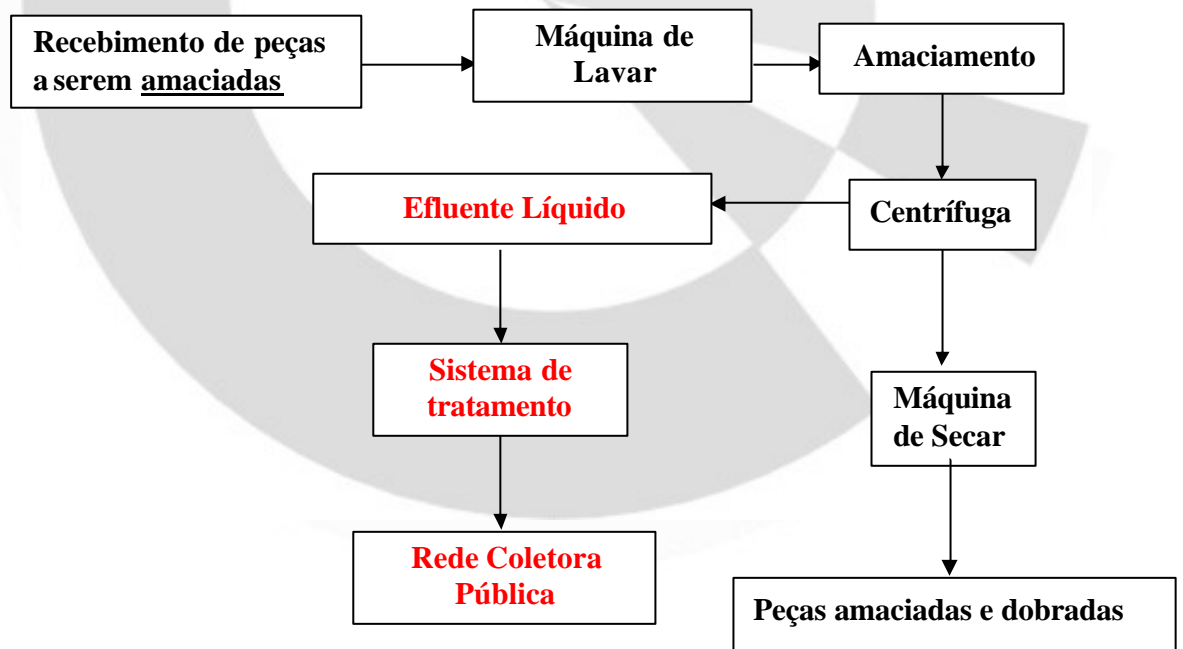 Recebimento de peças
a serem amaciadas
Máquina de
Lavar
Amaciamento
Efluente Líquido
Centrífuga
Sistema de
tratamento
Máquina
de Secar
Rede Coletora
Pública
Peças amaciadas e dobradas